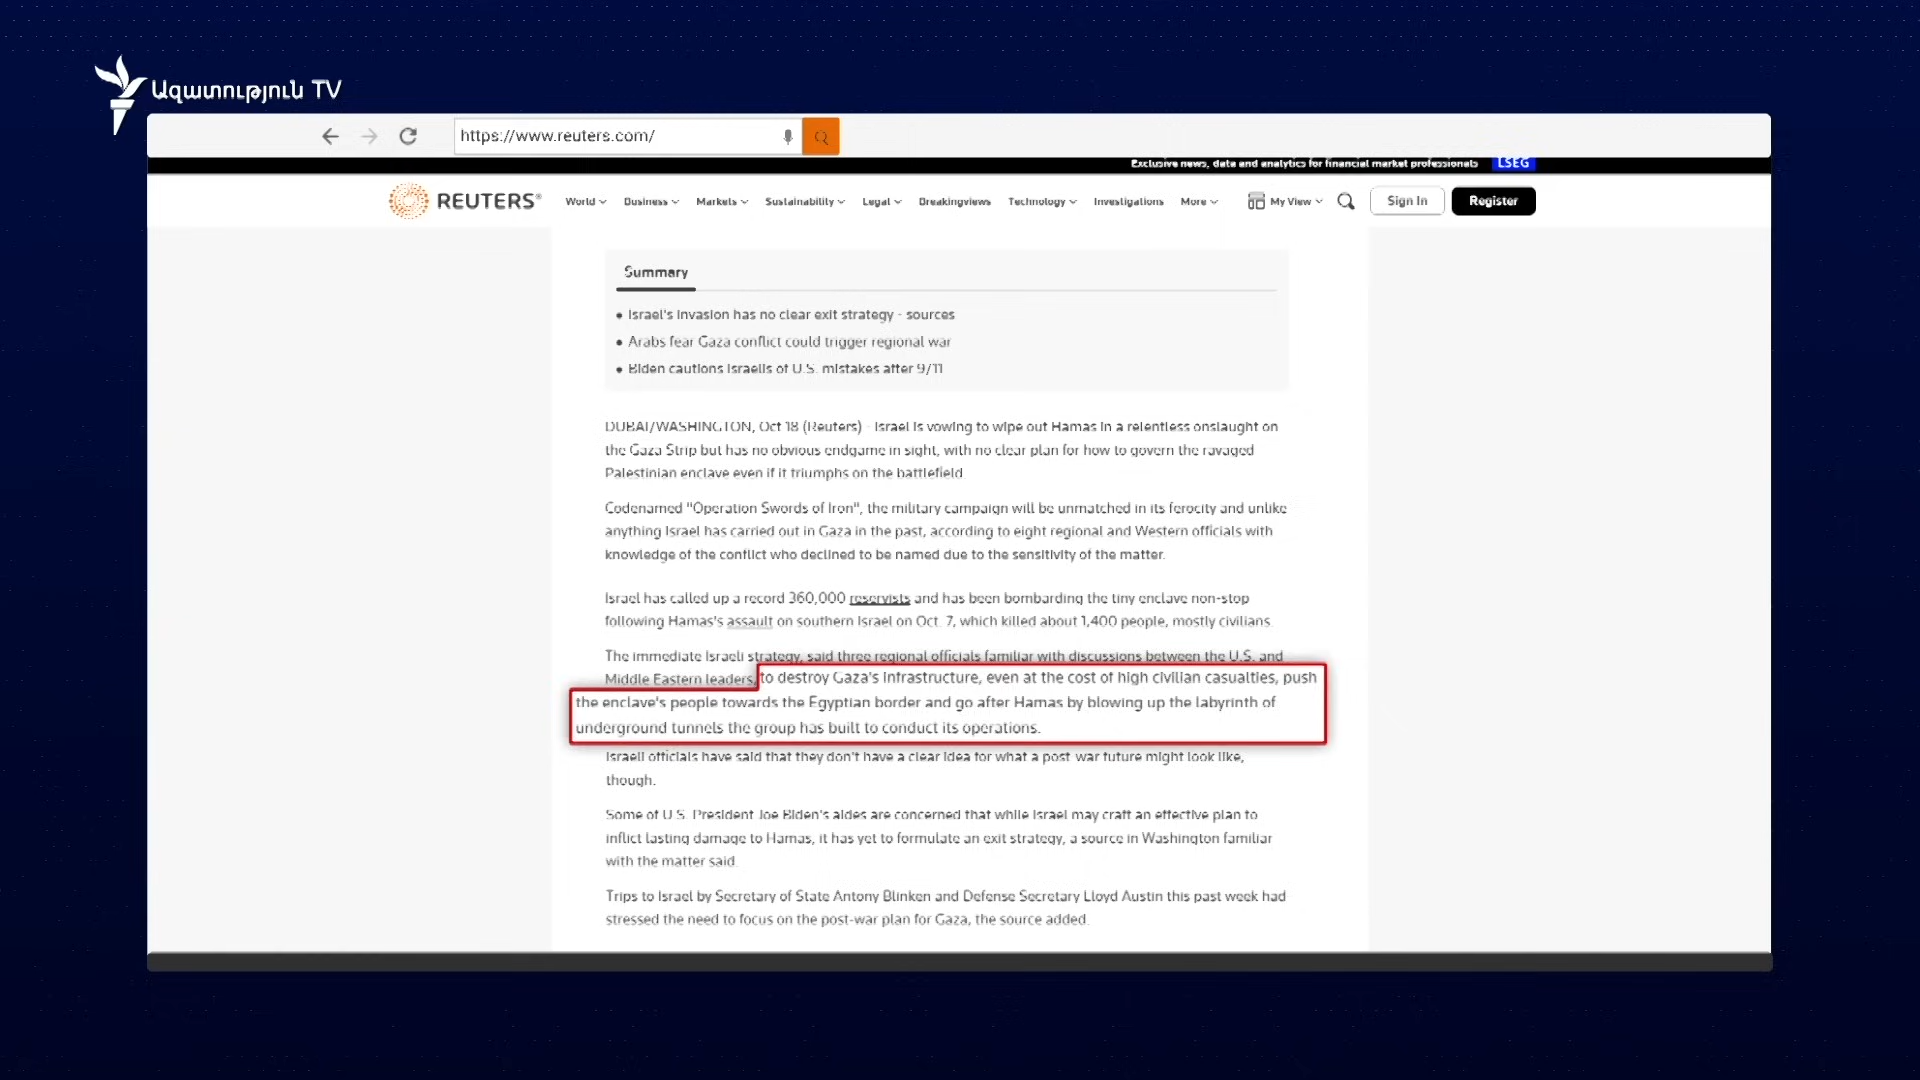 Ազատություն TV
https://www.reuters.com/
Exclusive news, data and analytics for financial market professionals LSEG
REUTERS®
World Business Markets Sustainability Legal Breakingviews Technology Investigations More My View Sign In Register
Summary
• Israel's invasion has no clear exit strategy - sources
• Arabs fear Gaza conflict could trigger regional war
• Biden cautions Israelis of U.S. mistakes after 9/11
DUBAI/WASHINGTON, Oct 18 (Reuters) - Israel is vowing to wipe out Hamas in a relentless onslaught on
the Gaza Strip but has no obvious endgame in sight, with no clear plan for how to govern the ravaged
Palestinian enclave even if it triumphs on the battlefield.
Codenamed "Operation Swords of Iron", the military campaign will be unmatched in its ferocity and unlike
anything Israel has carried out in Gaza in the past, according to eight regional and Western officials with
knowledge of the conflict who declined to be named due to the sensitivity of the matter.
Israel has called up a record 360,000 reservists and has been bombarding the tiny enclave non-stop
following Hamas's assault on southern Israel on Oct. 7, which killed about 1,400 people, mostly civilians.
The immediate Israeli strategy, said three regional officials familiar with discussions between the U.S. and
Middle Eastern leaders, to destroy Gaza's infrastructure, even at the cost of high civilian casualties, push
the enclave's people towards the Egyptian border and go after Hamas by blowing up the labyrinth of
underground tunnels the group has built to conduct its operations.
Israeli officials have said that they don't have a clear idea for what a post-war future might look like,
though.
Some of U.S. President Joe Biden's aides are concerned that while Israel may craft an effective plan to
inflict lasting damage to Hamas, it has yet to formulate an exit strategy, a source in Washington familiar
with the matter said.
Trips to Israel by Secretary of State Antony Blinken and Defense Secretary Lloyd Austin this past week had
stressed the need to focus on the post-war plan for Gaza, the source added.